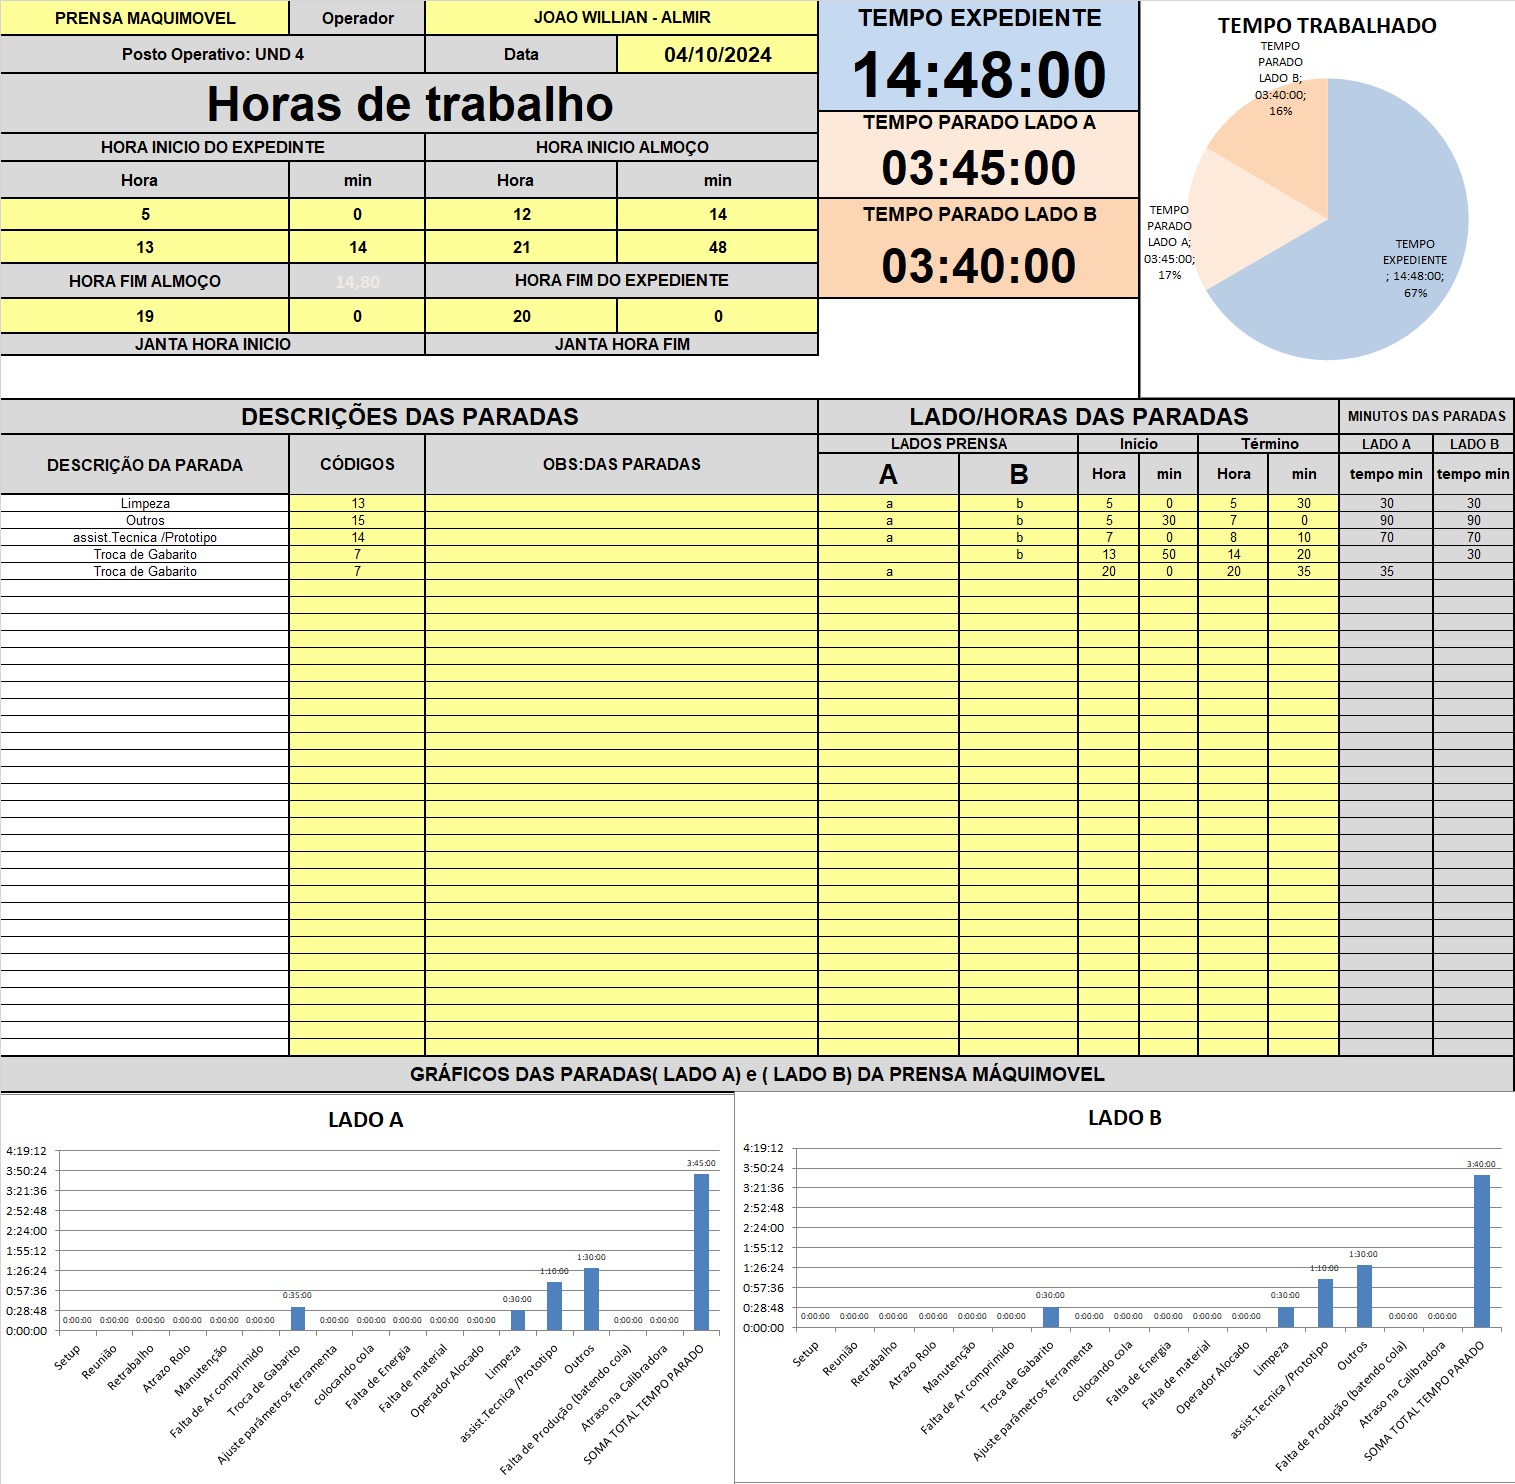 PRENSA MAQUIMOVEL Operador JOAO WILLIAN - ALMIR
Posto Operativo: UND 4 Data 04/10/2024
Horas de trabalho
HORA INICIO DO EXPEDINTE HORA INICIO ALMOÇO
Hora min Hora min
5 0 12 14
13 14 21 48
HORA FIM ALMOÇO 14,80 HORA FIM DO EXPEDIENTE
19 0 20 0
JANTA HORA INICIO JANTA HORA FIM
TEMPO EXPEDIENTE
14:48:00
TEMPO PARADO LADO A
03:45:00
TEMPO PARADO LADO B
03:40:00
TEMPO TRABALHADO
TEMPO
PARADO
LADO B;
03:40:00;
16%
TEMPO
PARADO
LADO A;
03:45:00;
17%
TEMPO
EXPEDIENTE
; 14:48:00;
67%
DESCRIÇÕES DAS PARADAS LADO/HORAS DAS PARADAS MINUTOS DAS PARADAS
LADOS PRENSA Início Término LADO A LADO B
DESCRIÇÃO DA PARADA CÓDIGOS OBS:DAS PARADAS A B Hora min Hora min tempo min tempo min
Limpeza 13 a b 5 0 5 30 30 30
Outros 15 a b 5 30 7 0 90 90
assist.Tecnica /Prototipo 14 a b 7 0 8 10 70 70
Troca de Gabarito 7 b 13 50 14 20 30
Troca de Gabarito 7 a 20 0 20 35 35
GRÁFICOS DAS PARADAS( LADO A) e ( LADO B) DA PRENSA MÁQUIMOVEL
LADO A
4:19:12
3:50:24
3:21:36
2:52:48
2:24:00
1:55:12
1:26:24
0:57:36
0:28:48
0:00:00
0:00:00 0:00:00 0:00:00 0:00:00 0:00:00 0:00:00 0:35:00 0:00:00 0:00:00 0:00:00 0:00:00 0:00:00 0:30:00 1:10:00 1:30:00 0:00:00 0:00:00 3:45:00
Setup
Reunião
Retrabalho
Atrazo Rolo
Manutenção
Falta de Ar comprimido
Troca de Gabarito
Ajuste parâmetros ferramenta
colocando cola
Falta de Energia
Falta de material
Operador Alocado
Limpeza
assist.Tecnica /Prototipo
Outros
Falta de Produção (batendo cola)
Atraso na Calibradora
SOMA TOTAL TEMPO PARADO
LADO B
4:19:12
3:50:24
3:21:36
2:52:48
2:24:00
1:55:12
1:26:24
0:57:36
0:28:48
0:00:00
0:00:00 0:00:00 0:00:00 0:00:00 0:00:00 0:00:00 0:30:00 0:00:00 0:00:00 0:00:00 0:00:00 0:00:00 0:30:00 1:10:00 1:30:00 0:00:00 0:00:00 3:40:00
Setup
Reunião
Retrabalho
Atrazo Rolo
Manutenção
Falta de Ar comprimido
Troca de Gabarito
Ajuste parâmetros ferramenta
colocando cola
Falta de Energia
Falta de material
Operador Alocado
Limpeza
assist.Tecnica /Prototipo
Outros
Falta de Produção (batendo cola)
Atraso na Calibradora
SOMA TOTAL TEMPO PARADO